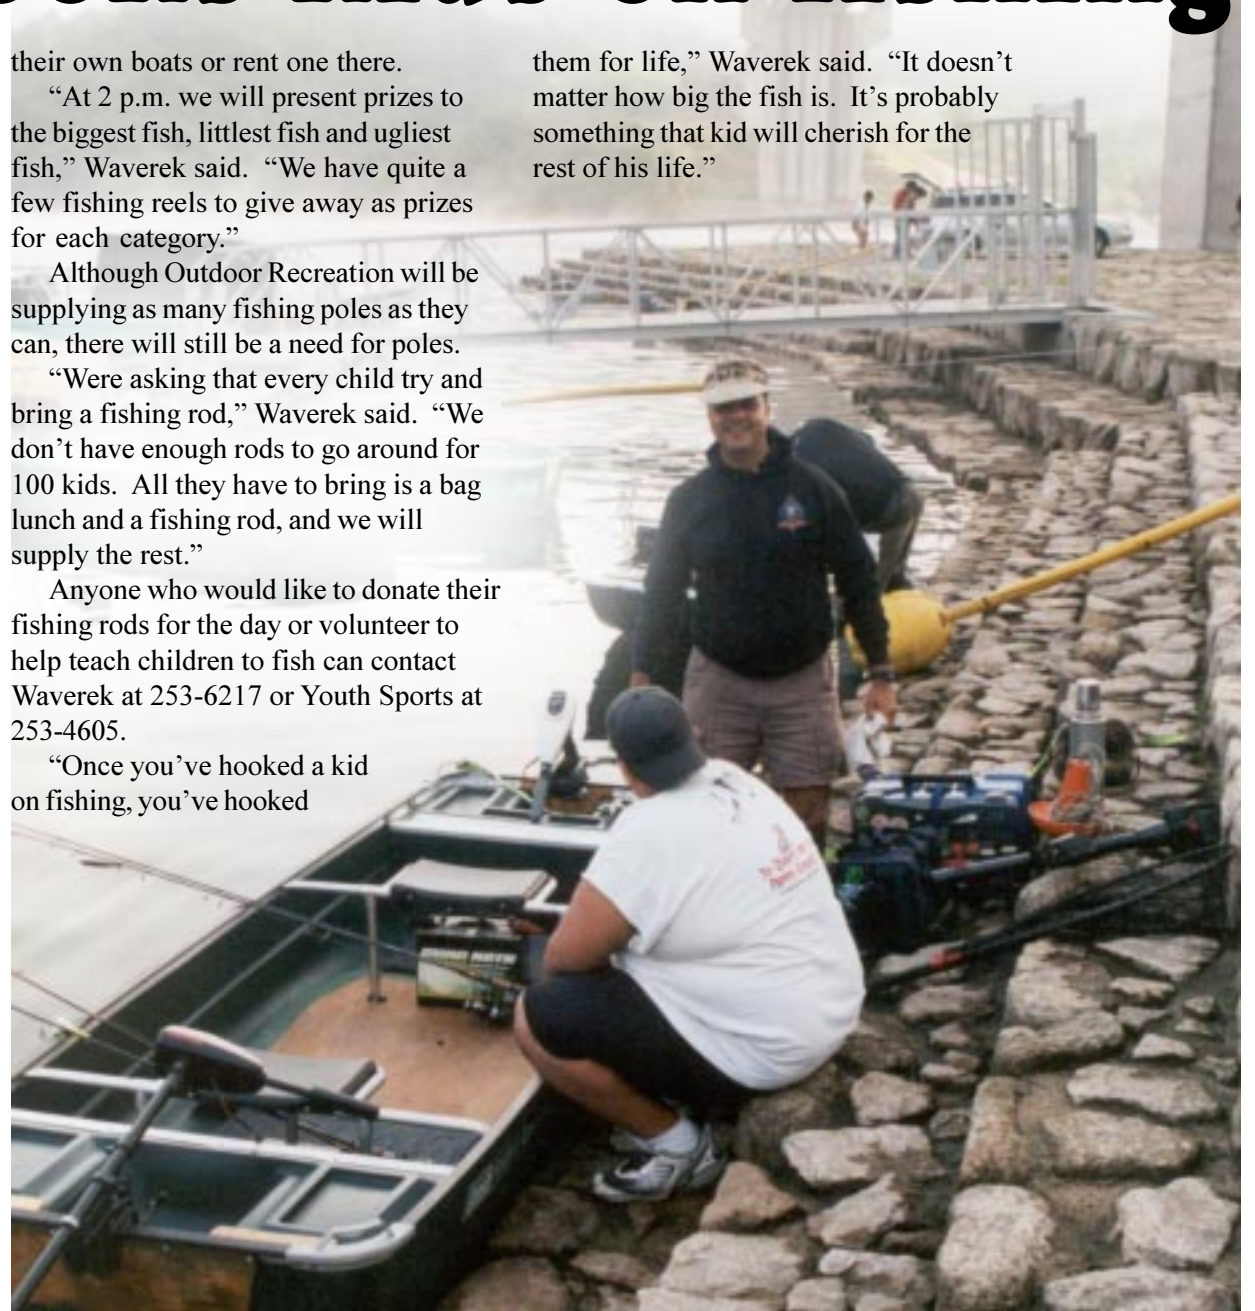 their own boats or rent one there.
“At 2 p.m. we will present prizes to
the biggest fish, littlest fish and ugliest
fish,” Waverek said.  “We have quite a
few fishing reels to give away as prizes
for each category.”
Although Outdoor Recreation will be
supplying as many fishing poles as they
can, there will still be a need for poles.
“Were asking that every child try and
bring a fishing rod,” Waverek said.  “We
don’t have enough rods to go around for
100 kids.  All they have to bring is a bag
lunch and a fishing rod, and we will
supply the rest.”
Anyone who would like to donate their
fishing rods for the day or volunteer to
help teach children to fish can contact
Waverek at 253-6217 or Youth Sports at
253-4605.
“Once you’ve hooked a kid
on fishing, you’ve hooked
them for life,” Waverek said.  “It doesn’t
matter how big the fish is.  It’s probably
something that kid will cherish for the
rest of his life.”